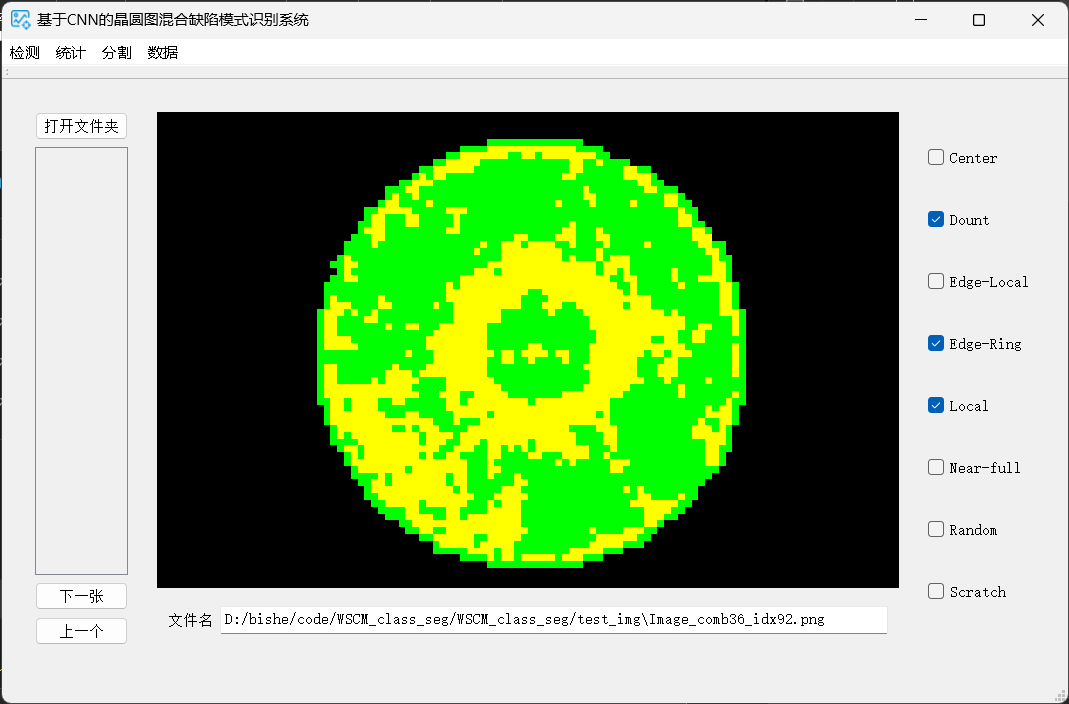 基于CNN的晶圆图混合缺陷模式识别系统
检测 统计 分割 数据
打开文件夹
Center
Dount
Edge-Local
Edge-Ring
Local
Near-full
Random
Scratch
下一张
上一个
文件名 D:/bishe/code/WSCM_class_seg/WSCM_class_seg/test_img\Image_comb36_idx92.png